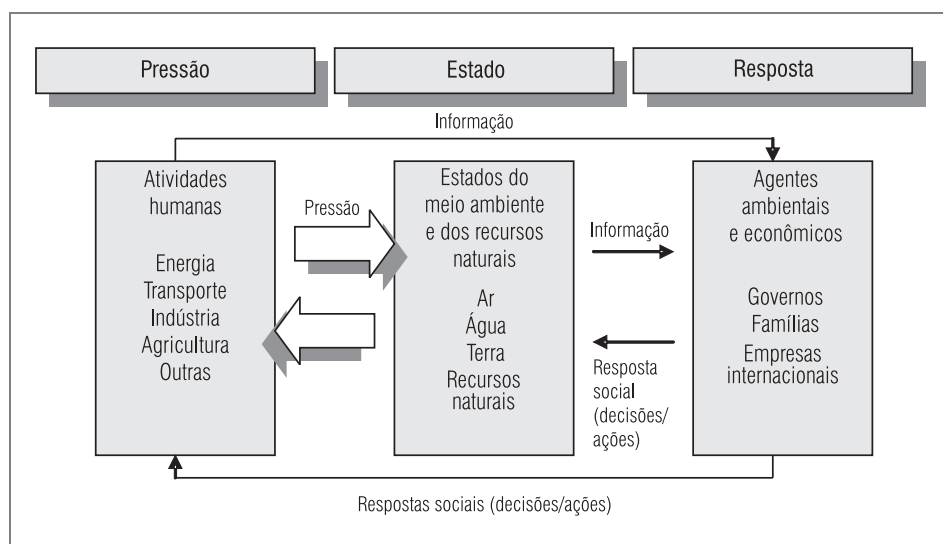 Pressão
Estado
Resposta
Informação
Atividades
humanas
Energia
Transporte
Indústria
Agricultura
Outras
Pressão
Estados do
meio ambiente
e dos recursos
naturais
Ar
Água
Terra
Recursos
naturais
Informação
Resposta
social
(decisões/
ações)
Agentes
ambientais
e econômicos
Governos
Famílias
Empresas
internacionais
Respostas sociais (decisões/ações)